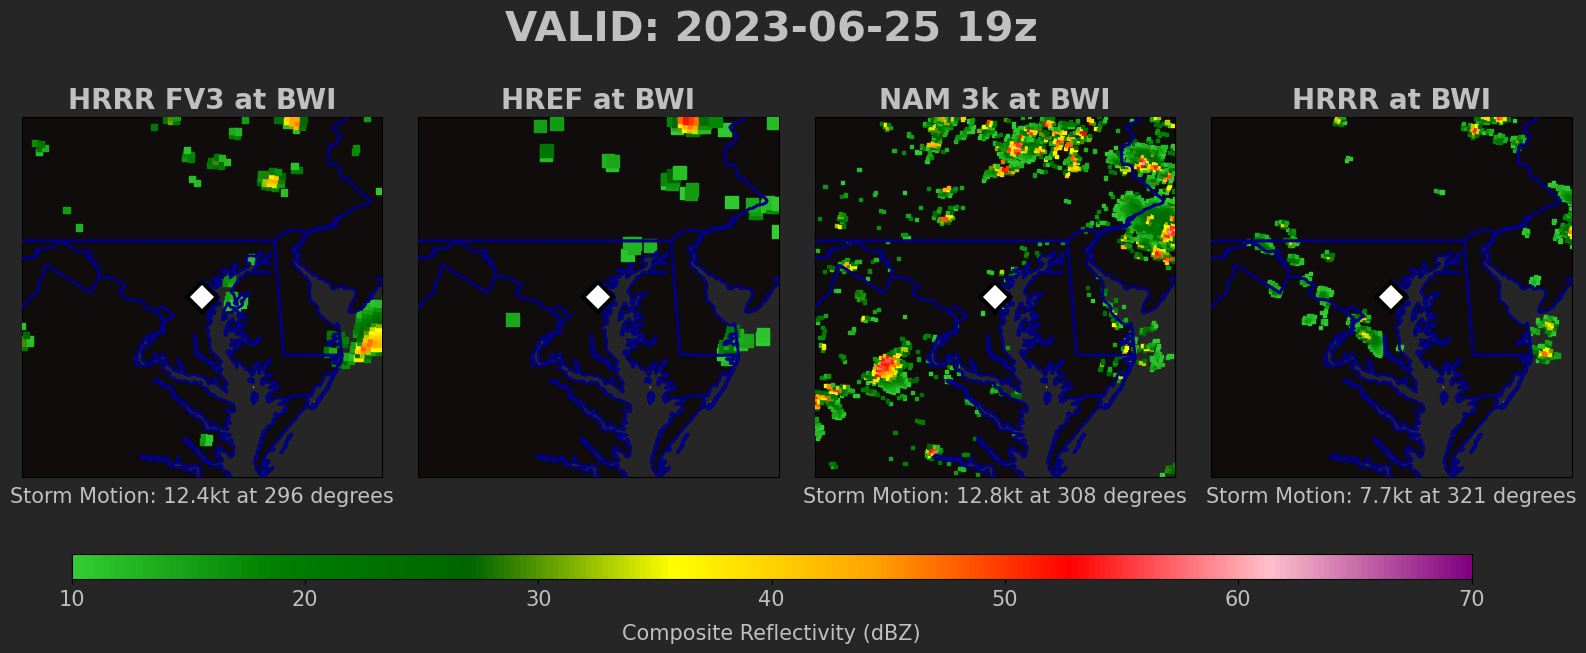 VALID: 2023-06-25 19z
HRRR FV3 at BWI
HREF at BWI
NAM 3k at BWI
HRRR at BWI
Storm Motion: 12.4kt at 296 degrees
Storm Motion: 12.8kt at 308 degrees
Storm Motion: 7.7kt at 321 degrees
10 20 30 40 50 60 70
Composite Reflectivity (dBZ)